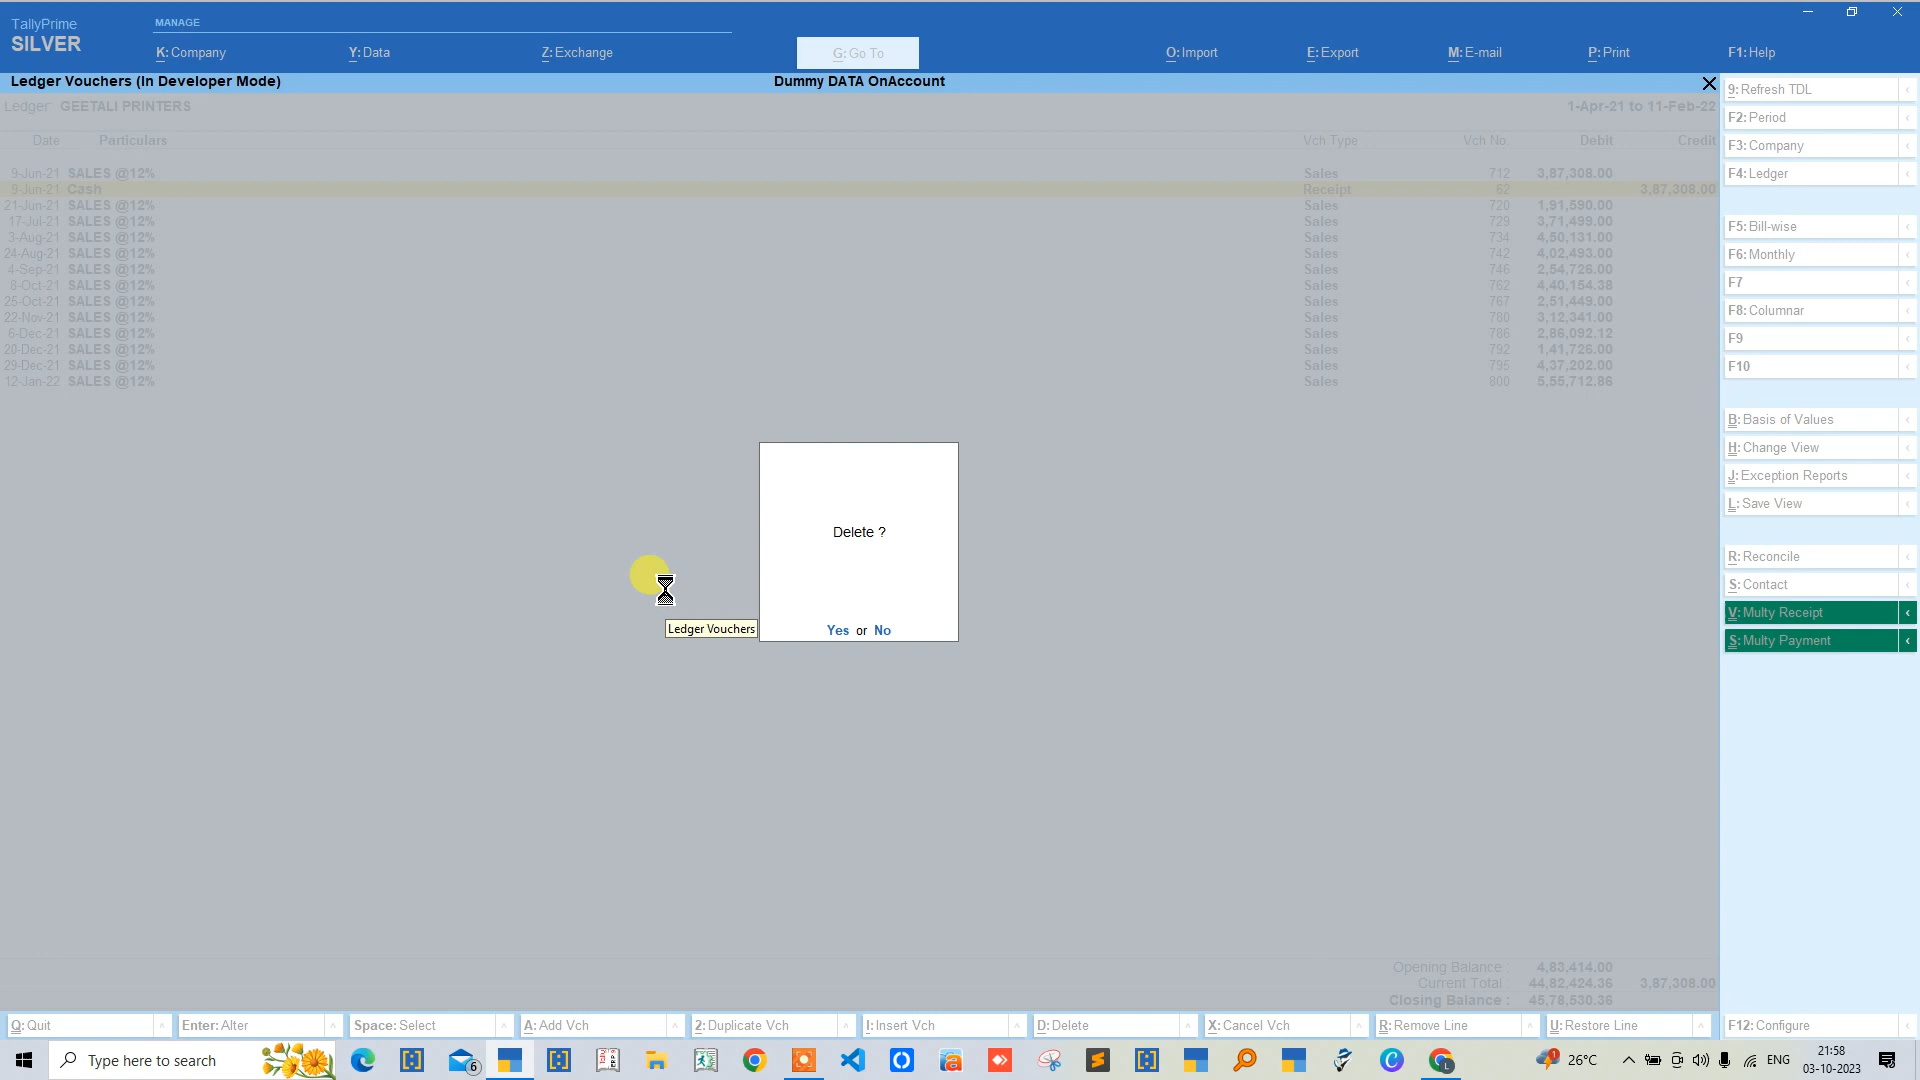 TallyPrime
SILVER
MANAGE
K: Company Y: Data Z: Exchange G: Go To O: Import E: Export M: E-mail P: Print F1: Help
Ledger Vouchers (In Developer Mode) Dummy DATA OnAccount
Ledger: GEETALI PRINTERS 1-Apr-21 to 11-Feb-22
Date Particulars Vch Type Vch No. Debit Credit
9-Jun-21 SALES @12% Sales 712 3,87,308.00
9-Jun-21 Cash Receipt 62 3,87,308.00
21-Jun-21 SALES @12% Sales 720 1,91,590.00
17-Jul-21 SALES @12% Sales 729 3,71,499.00
3-Aug-21 SALES @12% Sales 734 4,50,131.00
24-Aug-21 SALES @12% Sales 742 4,02,493.00
4-Sep-21 SALES @12% Sales 746 2,54,726.00
8-Oct-21 SALES @12% Sales 762 4,40,154.38
25-Oct-21 SALES @12% Sales 767 2,51,449.00
22-Nov-21 SALES @12% Sales 780 3,12,341.00
6-Dec-21 SALES @12% Sales 786 2,86,092.12
20-Dec-21 SALES @12% Sales 792 1,41,726.00
29-Dec-21 SALES @12% Sales 795 4,37,202.00
12-Jan-22 SALES @12% Sales 800 5,55,712.86
Delete ?
Yes or No
Ledger Vouchers
Opening Balance : 4,83,414.00
Current Total : 44,82,424.36 3,87,308.00
Closing Balance : 45,78,530.36
9: Refresh TDL
F2: Period
F3: Company
F4: Ledger
F5: Bill-wise
F6: Monthly
F7
F8: Columnar
F9
F10
B: Basis of Values
H: Change View
J: Exception Reports
L: Save View
R: Reconcile
S: Contact
V: Multy Receipt
S: Multy Payment
Q: Quit Enter: Alter Space: Select A: Add Vch 2: Duplicate Vch I: Insert Vch D: Delete X: Cancel Vch R: Remove Line U: Restore Line F12: Configure
Type here to search 6 26°C ENG
21:58
03-10-2023